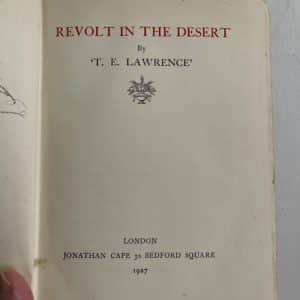 REVOLT IN THE DESERT
By
'T. E. LAWRENCE'
LONDON
JONATHAN CAPE 30 BEDFORD SQUARE
1927